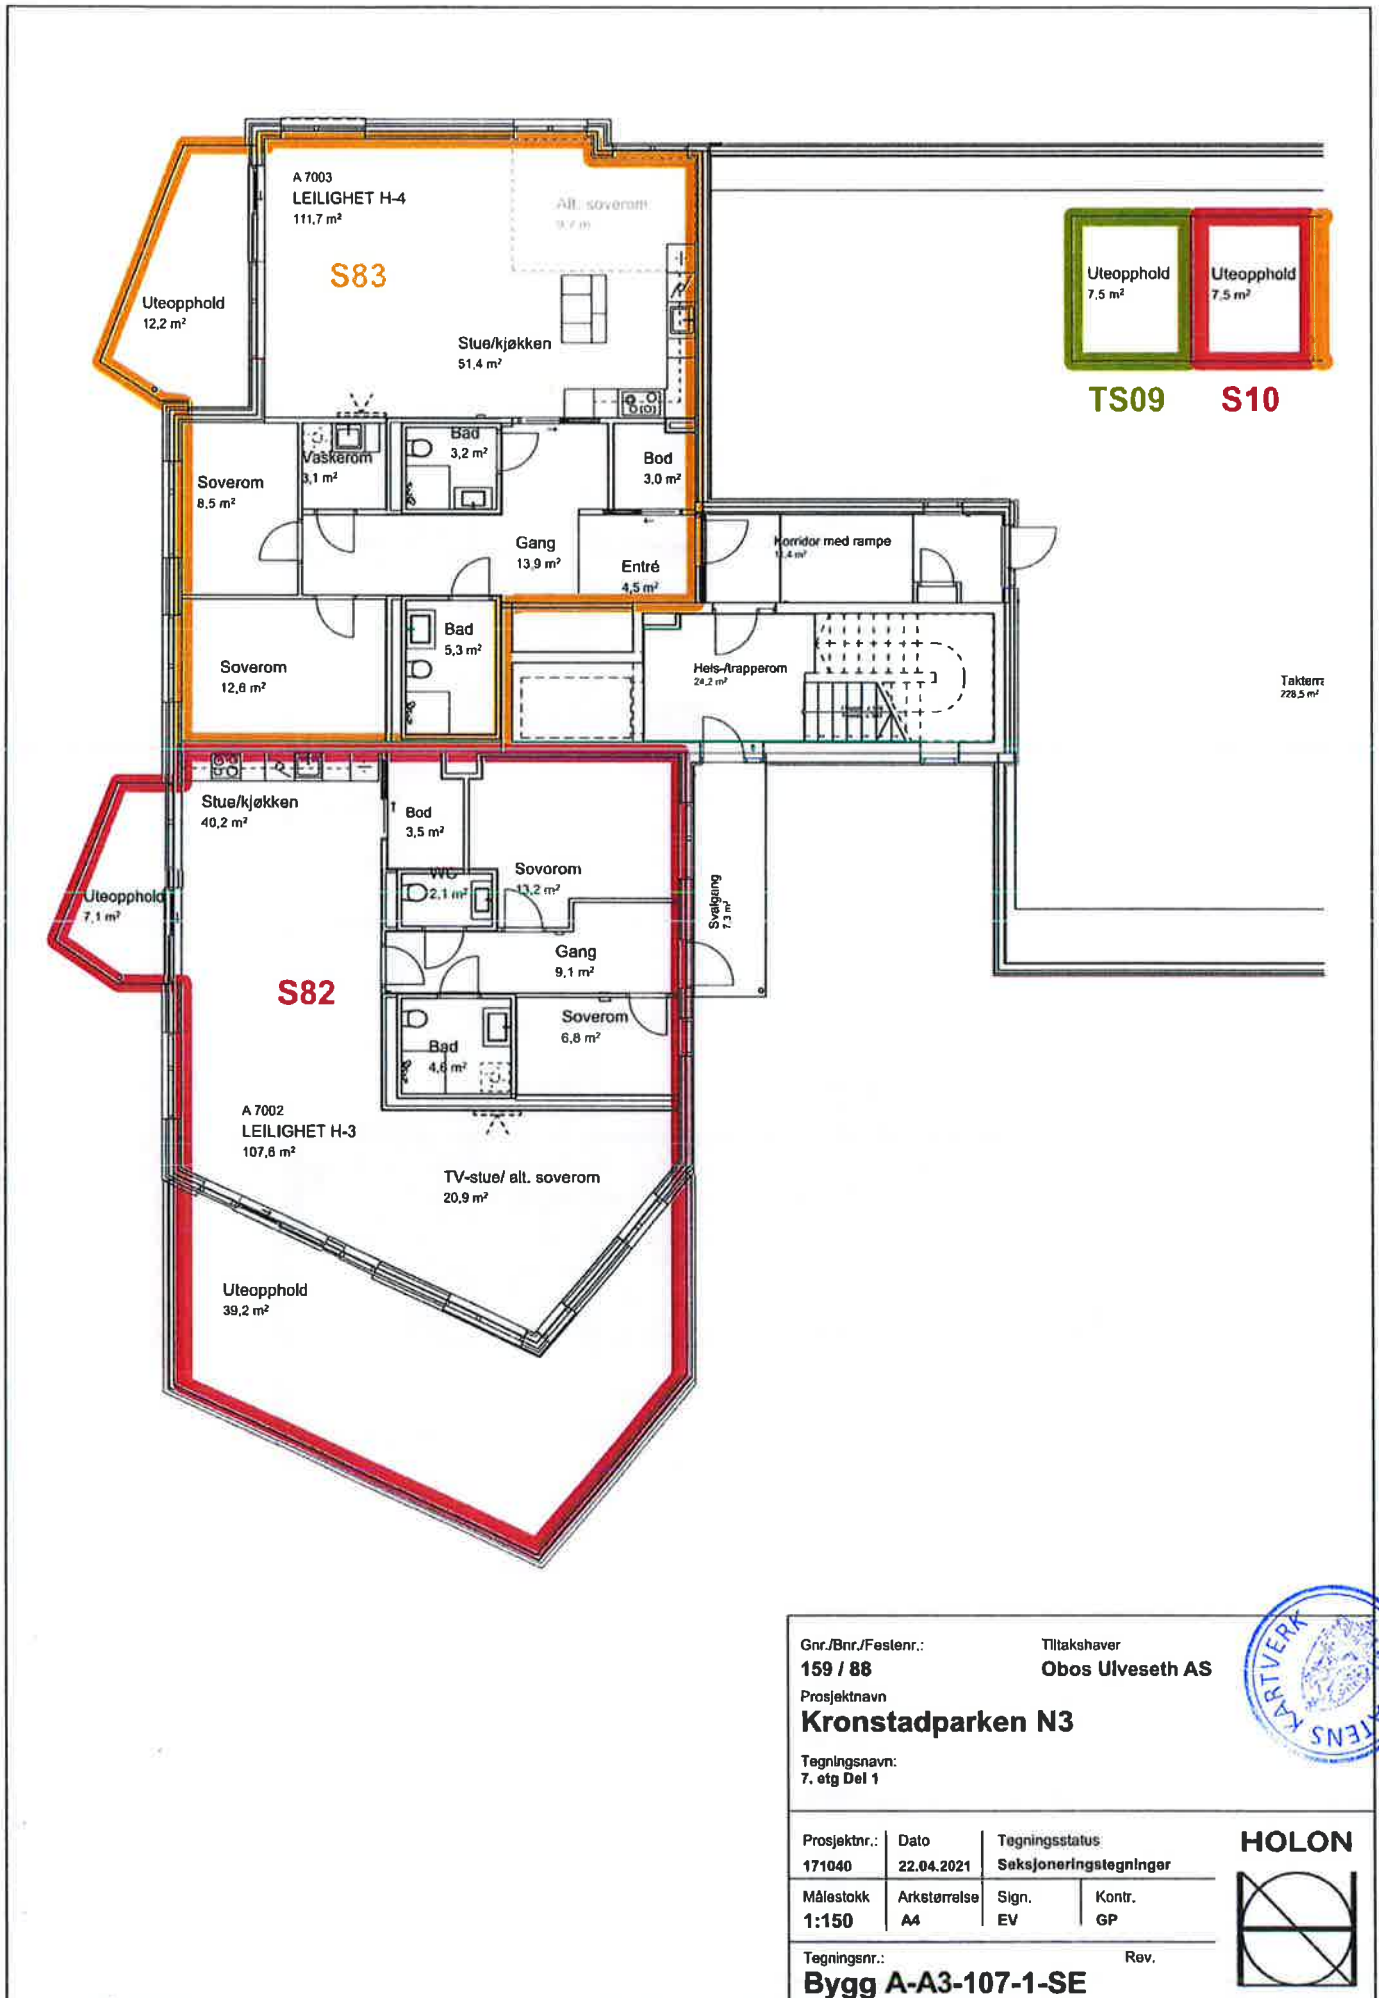 A 7003
LEILIGHET H-4
111,7 m²
Alt. soverom
9,7 m
S83
Uteopphold
12,2 m²
Stue/kjøkken
51,4 m²
Uteopphold
7,5 m²
Uteopphold
7,5 m²
TS09
S10
Soverom
8,5 m²
Vaskerom
3,1 m²
Bad
3,2 m²
Bod
3,0 m²
Gang
13,9 m²
Entré
4,5 m²
Korridor med rampe
Soverom
12,6 m²
Bad
5,3 m²
Heis-/trapperom
24,2 m²
Takterra
228,5 m²
Stue/kjøkken
40,2 m²
Bod
3,5 m²
WC
2,1 m²
Soverom
13,2 m²
Uteopphold
7,1 m²
Svalgang
7,3 m²
Gang
9,1 m²
S82
Soverom
6,8 m²
Bad
4,6 m²
A 7002
LEILIGHET H-3
107,6 m²
TV-stue/ alt. soverom
20,9 m²
Uteopphold
39,2 m²
Gnr./Bnr./Festenr.:
159 / 88
Tiltakshaver
Obos Ulveseth AS
Prosjektnavn
Kronstadparken N3
Tegningsnavn:
7. etg Del 1
STATENS KARTVERK
Prosjektnr.:
171040
Dato
22.04.2021
Tegningsstatus
Seksjoneringstegninger
HOLON
Målestokk
1:150
Arkstørrelse
A4
Sign.
EV
Kontr.
GP
Tegningsnr.:
Rev.
Bygg A-A3-107-1-SE